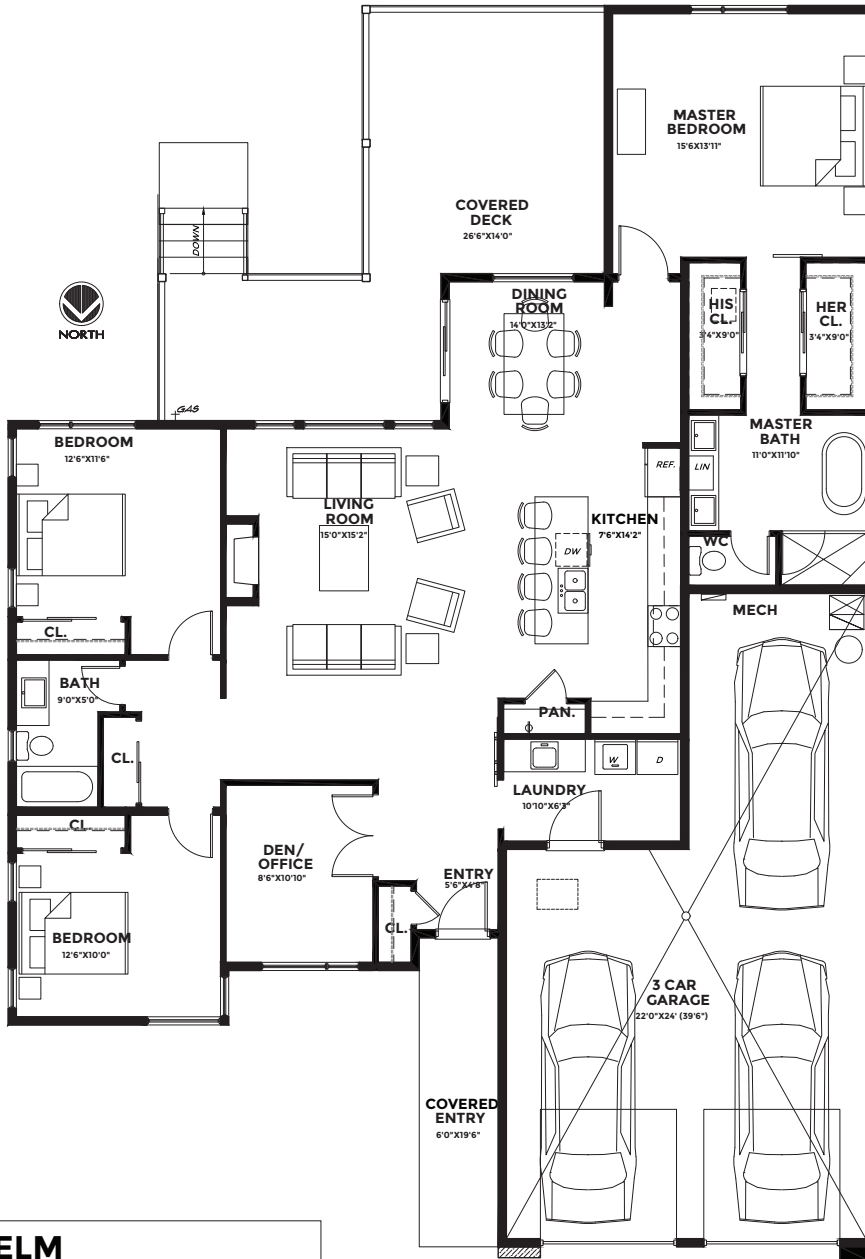 MASTER
BEDROOM
15'6"X13'11"
COVERED
DECK
26'6"X14'0"
DOWN
NORTH
DINING
ROOM
14'0"X13'2"
HIS
CL.
3'4"X9'0"
HER
CL.
3'4"X9'0"
GAS
BEDROOM
12'6"X11'6"
MASTER
BATH
11'0"X11'10"
REF.
LIN
LIVING
ROOM
15'0"X15'2"
KITCHEN
7'6"X14'2"
DW
WC
MECH
CL.
BATH
9'0"X5'0"
PAN.
CL.
W
D
LAUNDRY
10'10"X6'3"
CL
DEN/
OFFICE
8'6"X10'10"
ENTRY
5'6"X4'8"
CL.
BEDROOM
12'6"X10'0"
3 CAR
GARAGE
22'0"X24' (39'6")
COVERED
ENTRY
6'0"X19'6"
ELM